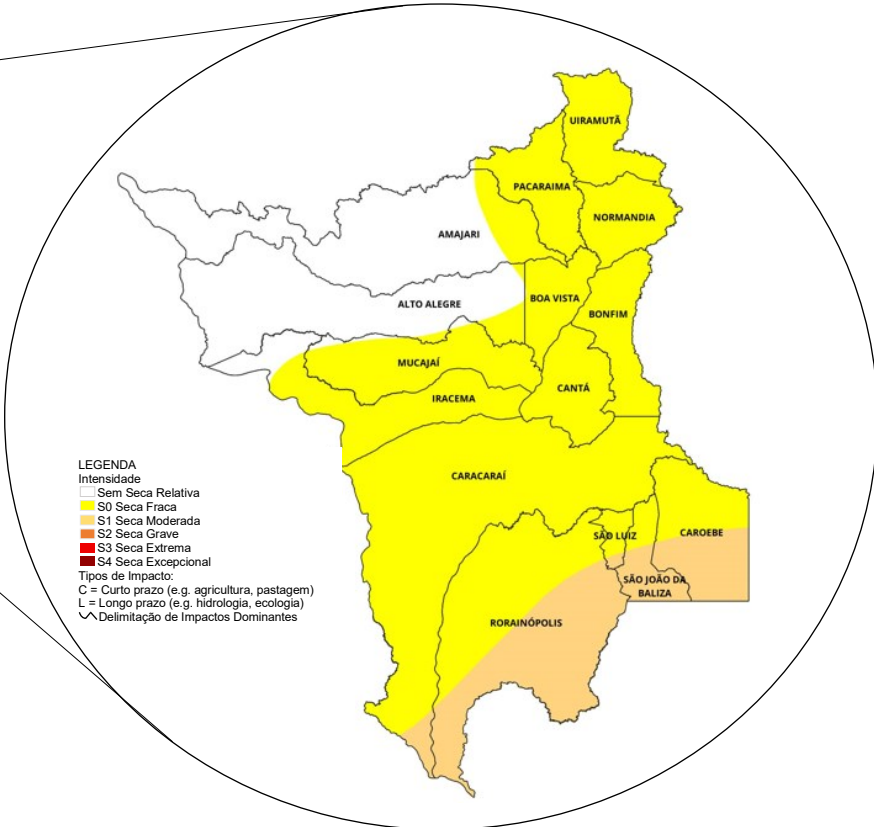 UIRAMUTÃ
PACARAIMA
NORMANDIA
AMAJARI
ALTO ALEGRE
BOA VISTA
BONFIM
MUCAJAÍ
CANTÁ
IRACEMA
CARACARAÍ
SÃO LUIZ
CAROEBE
SÃO JOÃO DA
BALIZA
RORAINÓPOLIS
LEGENDA
Intensidade
Sem Seca Relativa
S0 Seca Fraca
S1 Seca Moderada
S2 Seca Grave
S3 Seca Extrema
S4 Seca Excepcional
Tipos de Impacto:
C = Curto prazo (e.g. agricultura, pastagem)
L = Longo prazo (e.g. hidrologia, ecologia)
Delimitação de Impactos Dominantes